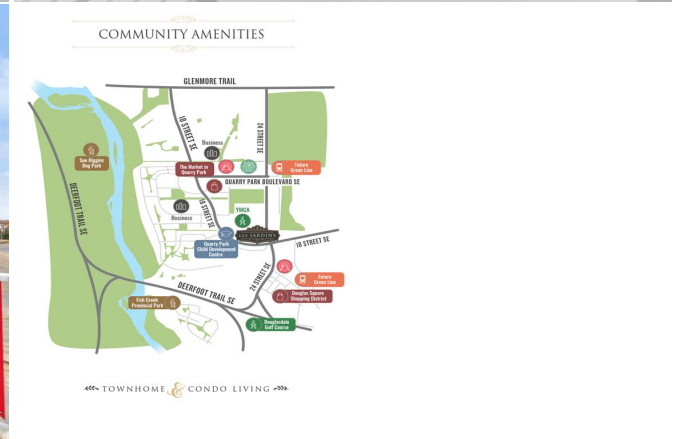 COMMUNITY AMENITIES
GLENMORE TRAIL
18 STREET SE
24 STREET SE
Business
Sue Higgins
Dog Park
The Market in
Quarry Park
Future
Green Line
QUARRY PARK BOULEVARD SE
DEERFOOT TRAIL SE
18 STREET SE
Business
YMCA
LES JARDINS
Quarry Park
Child Development
Centre
18 STREET SE
24 STREET SE
Future
Green Line
DEERFOOT TRAIL SE
Douglas Square
Shopping District
Fish Creek
Provincial Park
Douglasdale
Golf Course
TOWNHOME & CONDO LIVING